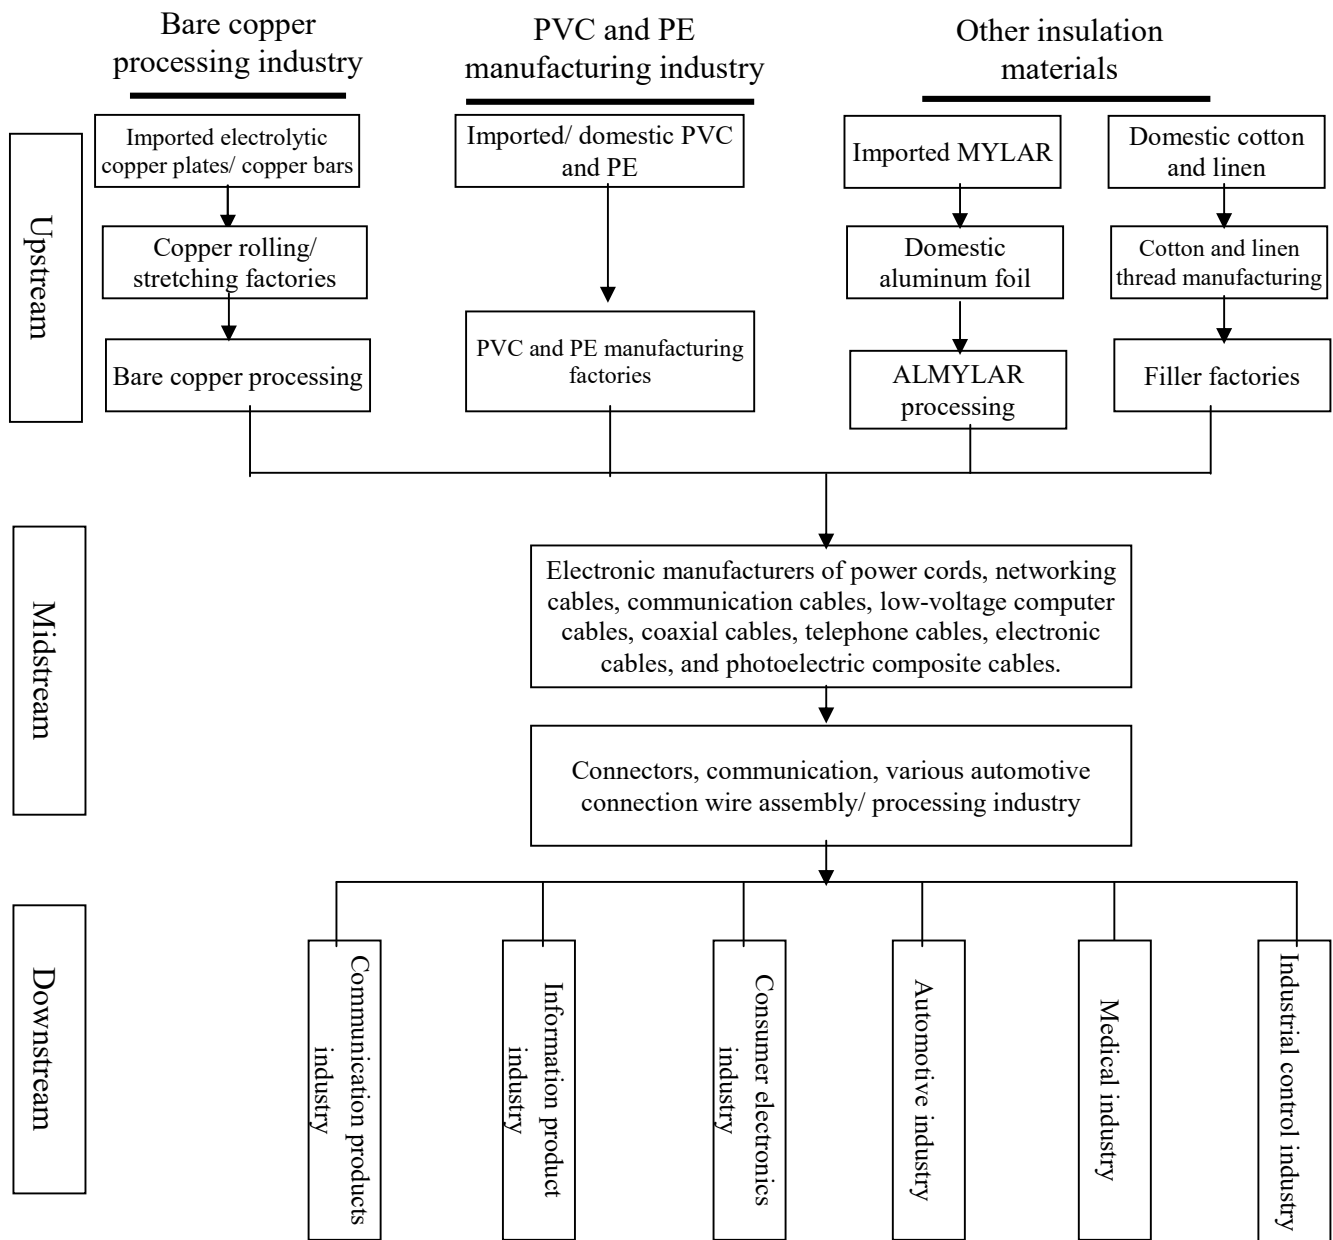 Bare copper
processing industry
PVC and PE
manufacturing industry
Other insulation
materials
Upstream
Imported electrolytic
copper plates/ copper bars
Imported/ domestic PVC
and PE
Imported MYLAR
Domestic cotton
and linen
Copper rolling/
stretching factories
Domestic
aluminum foil
Cotton and linen
thread manufacturing
Bare copper processing
PVC and PE manufacturing
factories
ALMYLAR
processing
Filler factories
Midstream
Electronic manufacturers of power cords, networking
cables, communication cables, low-voltage computer
cables, coaxial cables, telephone cables, electronic
cables, and photoelectric composite cables.
Connectors, communication, various automotive
connection wire assembly/ processing industry
Downstream
Communication products
industry
Information product
industry
Consumer electronics
industry
Automotive industry
Medical industry
Industrial control industry